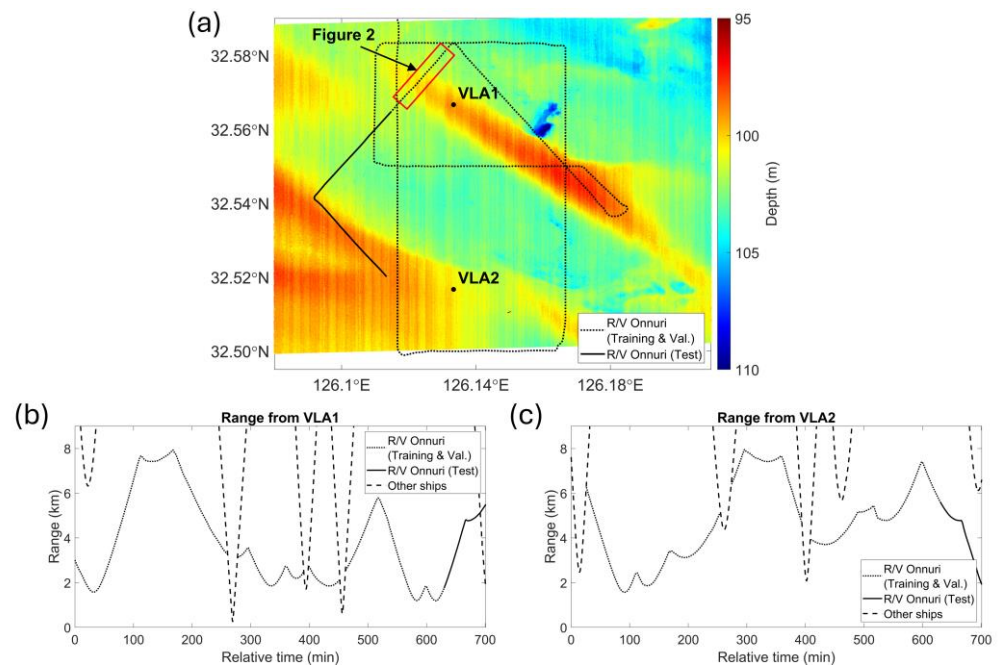 (a)
Figure 2
VLA1
VLA2
R/V Onnuri
(Training & Val.)
R/V Onnuri (Test)
32.58°N
32.56°N
32.54°N
32.52°N
32.50°N
126.1°E
126.14°E
126.18°E
95
100
105
110
Depth (m)
(b)
Range from VLA1
R/V Onnuri
(Training & Val.)
R/V Onnuri (Test)
Other ships
Range (km)
8
6
4
2
0
0
100
200
300
400
500
600
700
Relative time (min)
(c)
Range from VLA2
R/V Onnuri
(Training & Val.)
R/V Onnuri (Test)
Other ships
Range (km)
8
6
4
2
0
0
100
200
300
400
500
600
700
Relative time (min)